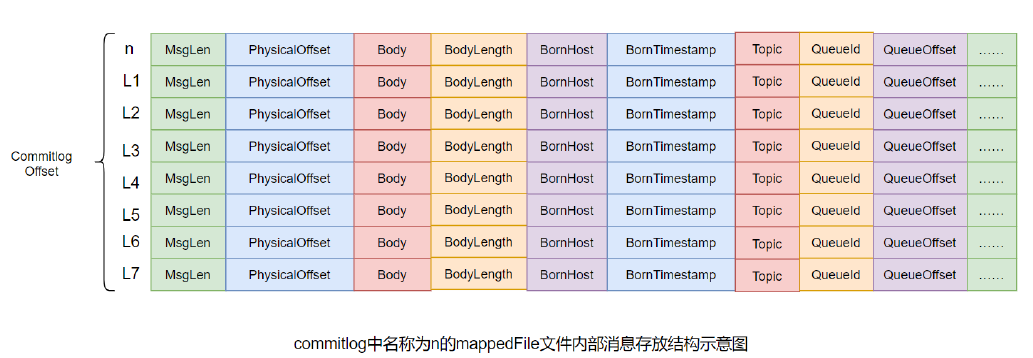 n MsgLen PhysicalOffset Body BodyLength BornHost BornTimestamp Topic QueueId QueueOffset ......
L1 MsgLen PhysicalOffset Body BodyLength BornHost BornTimestamp Topic QueueId QueueOffset ......
L2 MsgLen PhysicalOffset Body BodyLength BornHost BornTimestamp Topic QueueId QueueOffset ......
L3 MsgLen PhysicalOffset Body BodyLength BornHost BornTimestamp Topic QueueId QueueOffset ......
Commitlog
Offset
L4 MsgLen PhysicalOffset Body BodyLength BornHost BornTimestamp Topic QueueId QueueOffset ......
L5 MsgLen PhysicalOffset Body BodyLength BornHost BornTimestamp Topic QueueId QueueOffset ......
L6 MsgLen PhysicalOffset Body BodyLength BornHost BornTimestamp Topic QueueId QueueOffset ......
L7 MsgLen PhysicalOffset Body BodyLength BornHost BornTimestamp Topic QueueId QueueOffset ......
commitlog中名称为n的mappedFile文件内部消息存放结构示意图